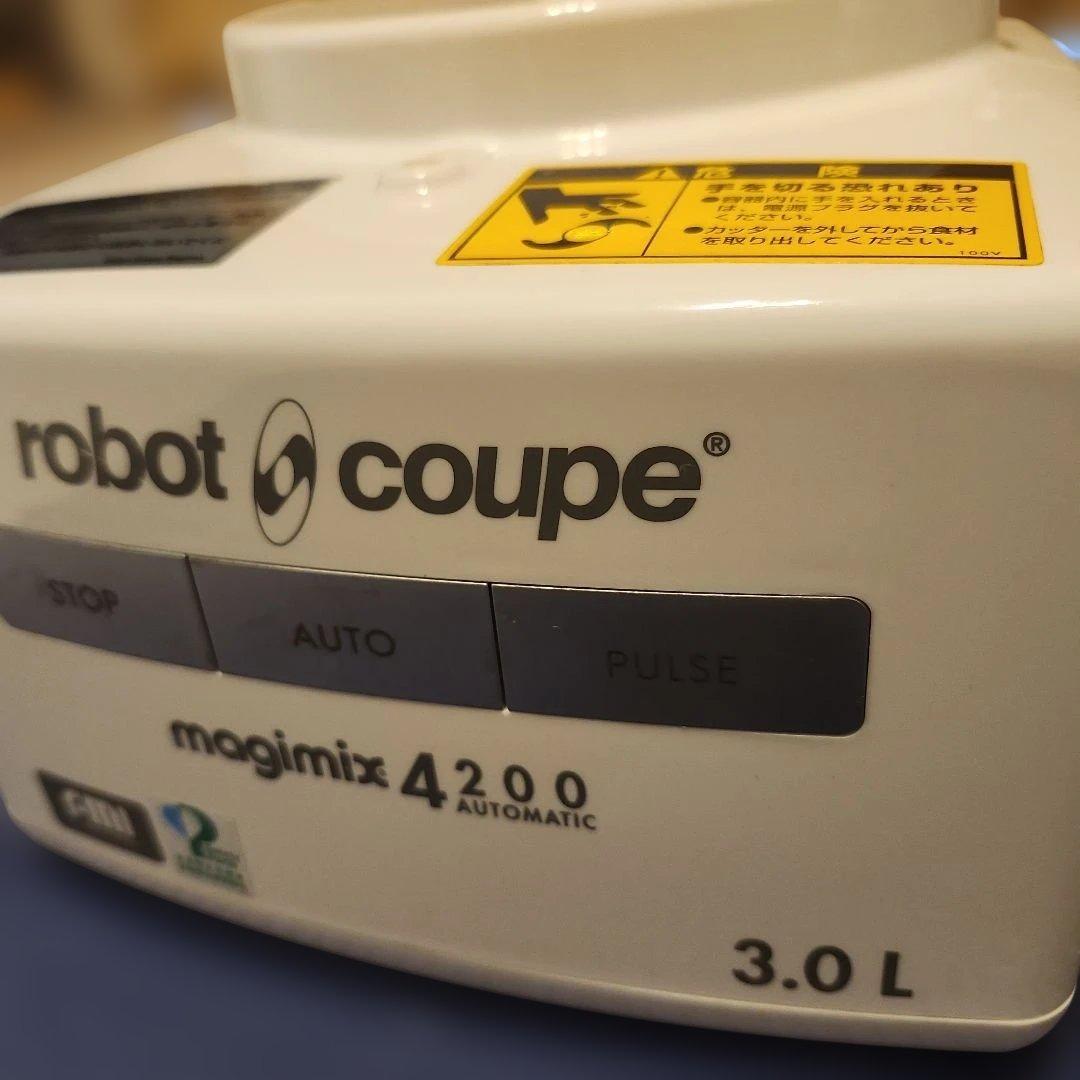 ⚠危険
手を切る恐れあり
●容器内に手を入れるとき
は、電源プラグを抜いて
ください。
●カッターを外してから食材
を取り出してください。
100V
robot coupe®
STOP AUTO PULSE
magimix 4200
AUTOMATIC
3.0 L